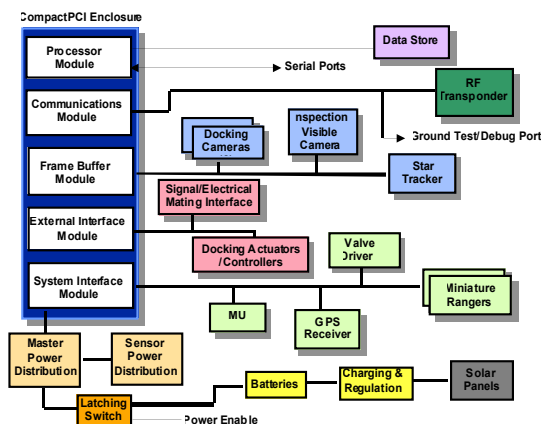 CompactPCI Enclosure
Processor
Module
Data Store
Serial Ports
Communications
Module
RF
Transponder
Ground Test/Debug Port
Docking
Cameras
nspection
Visible
Camera
Frame Buffer
Module
Star
Tracker
Signal/Electrical
Mating Interface
External Interface
Module
Docking Actuators
/Controllers
Valve
Driver
System Interface
Module
Miniature
Rangers
MU
GPS
Receiver
Master
Power
Distribution
Sensor
Power
Distribution
Batteries
Charging &
Regulation
Solar
Panels
Latching
Switch
Power Enable